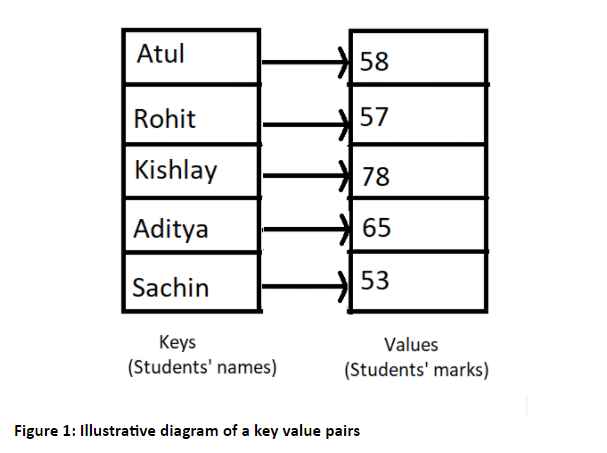 Atul
58
Rohit
57
Kishlay
78
Aditya
65
Sachin
53
Keys
(Students' names)
Values
(Students' marks)
Figure 1: Illustrative diagram of a key value pairs